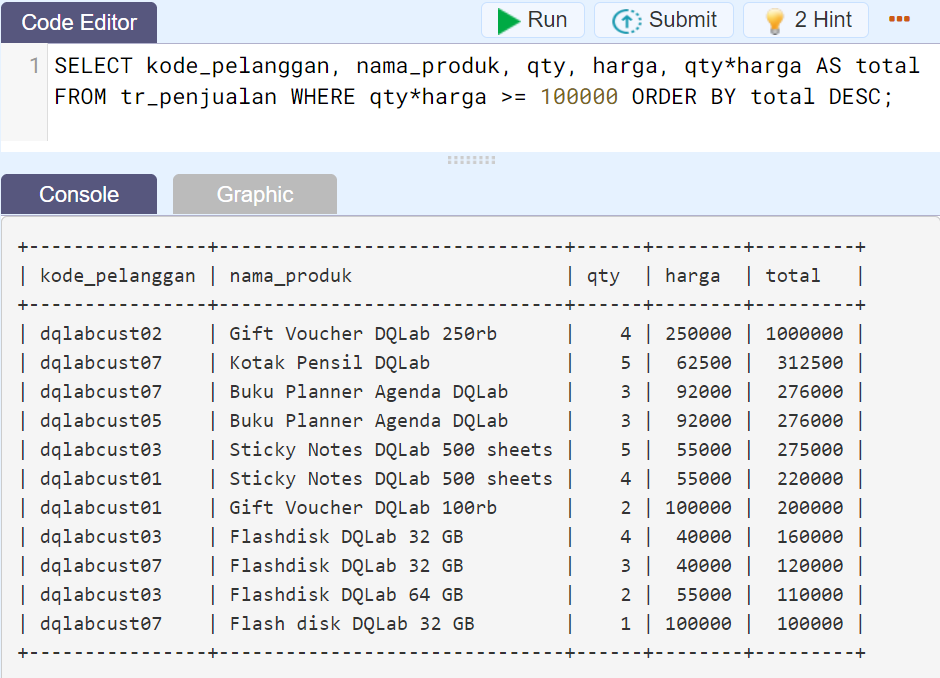 Code Editor Run Submit 2 Hint
1 SELECT kode_pelanggan, nama_produk, qty, harga, qty*harga AS total
FROM tr_penjualan WHERE qty*harga >= 100000 ORDER BY total DESC;
Console Graphic
+----------------+-------------------------------+------+--------+---------+
| kode_pelanggan | nama_produk | qty | harga | total |
+----------------+-------------------------------+------+--------+---------+
| dqlabcust02 | Gift Voucher DQLab 250rb | 4 | 250000 | 1000000 |
| dqlabcust07 | Kotak Pensil DQLab | 5 | 62500 | 312500 |
| dqlabcust07 | Buku Planner Agenda DQLab | 3 | 92000 | 276000 |
| dqlabcust05 | Buku Planner Agenda DQLab | 3 | 92000 | 276000 |
| dqlabcust03 | Sticky Notes DQLab 500 sheets | 5 | 55000 | 275000 |
| dqlabcust01 | Sticky Notes DQLab 500 sheets | 4 | 55000 | 220000 |
| dqlabcust01 | Gift Voucher DQLab 100rb | 2 | 100000 | 200000 |
| dqlabcust03 | Flashdisk DQLab 32 GB | 4 | 40000 | 160000 |
| dqlabcust07 | Flashdisk DQLab 32 GB | 3 | 40000 | 120000 |
| dqlabcust03 | Flashdisk DQLab 64 GB | 2 | 55000 | 110000 |
| dqlabcust07 | Flash disk DQLab 32 GB | 1 | 100000 | 100000 |
+----------------+-------------------------------+------+--------+---------+